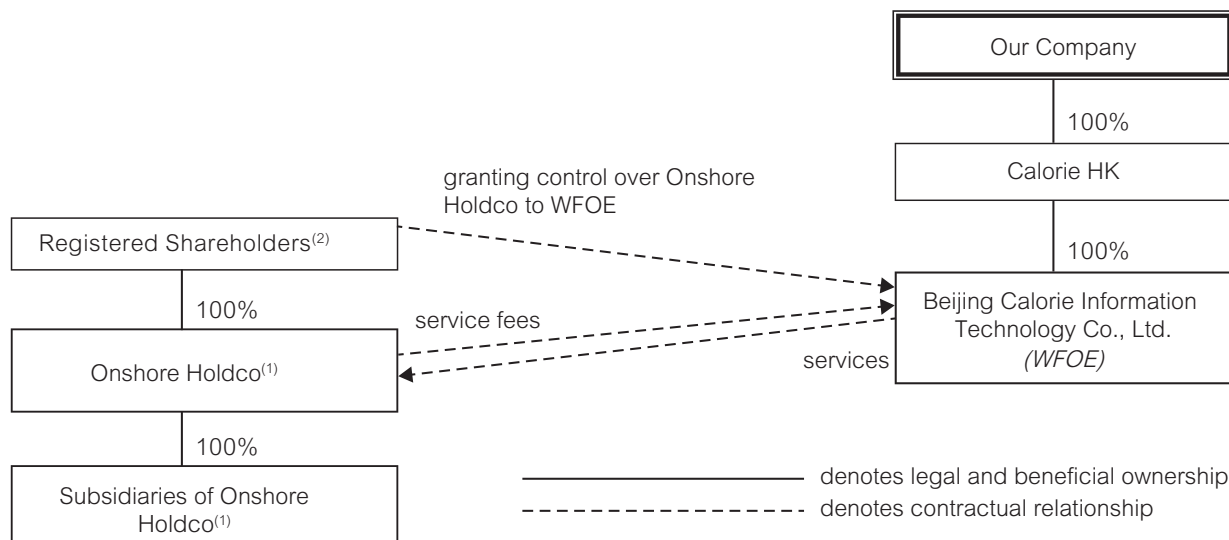 Our Company
100%
Calorie HK
granting control over Onshore
Holdco to WFOE
Registered Shareholders(2)
100%
100%
Beijing Calorie Information
Technology Co., Ltd.
(WFOE)
service fees
services
Onshore Holdco(1)
100%
Subsidiaries of Onshore
Holdco(1)
denotes legal and beneficial ownership
denotes contractual relationship